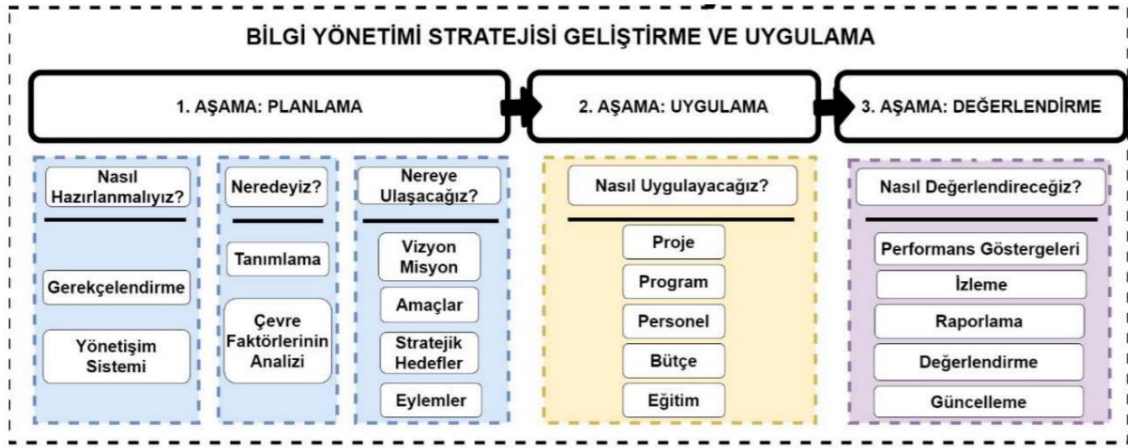 BİLGİ YÖNETİMİ STRATEJİSİ GELİŞTİRME VE UYGULAMA
1. AŞAMA: PLANLAMA
2. AŞAMA: UYGULAMA
3. AŞAMA: DEĞERLENDİRME
Nasıl
Hazırlanmalıyız?
Gerekçelendirme
Yönetişim
Sistemi
Neredeyiz?
Tanımlama
Çevre
Faktörlerinin
Analizi
Nereye
Ulaşacağız?
Vizyon
Misyon
Amaçlar
Stratejik
Hedefler
Eylemler
Nasıl Uygulayacağız?
Proje
Program
Personel
Bütçe
Eğitim
Nasıl Değerlendireceğiz?
Performans Göstergeleri
İzleme
Raporlama
Değerlendirme
Güncelleme